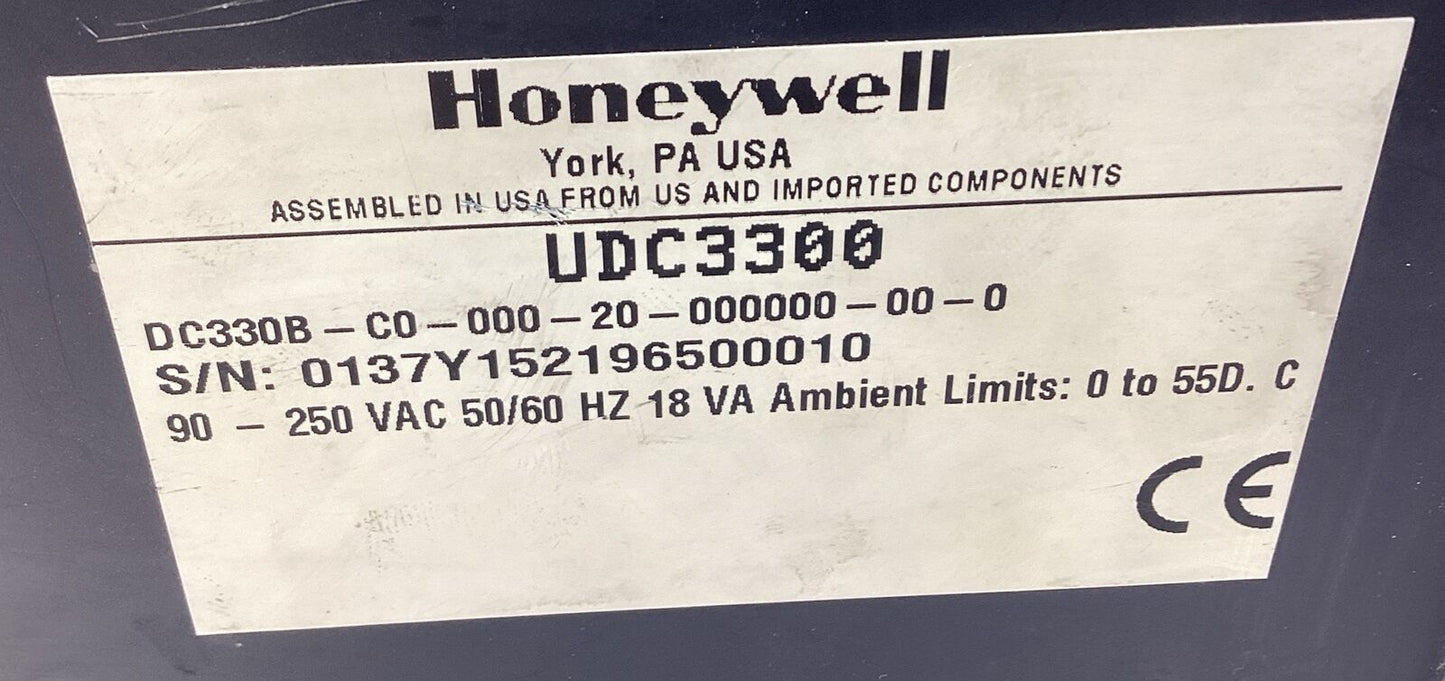 Honeywell
York, PA USA
ASSEMBLED IN USA FROM US AND IMPORTED COMPONENTS
UDC3300
DC330B – C0 – 000 – 20 – 000000 – 00 – 0
S/N: 0137Y152196500010
90 – 250 VAC 50/60 HZ 18 VA Ambient Limits: 0 to 55D. C
CE